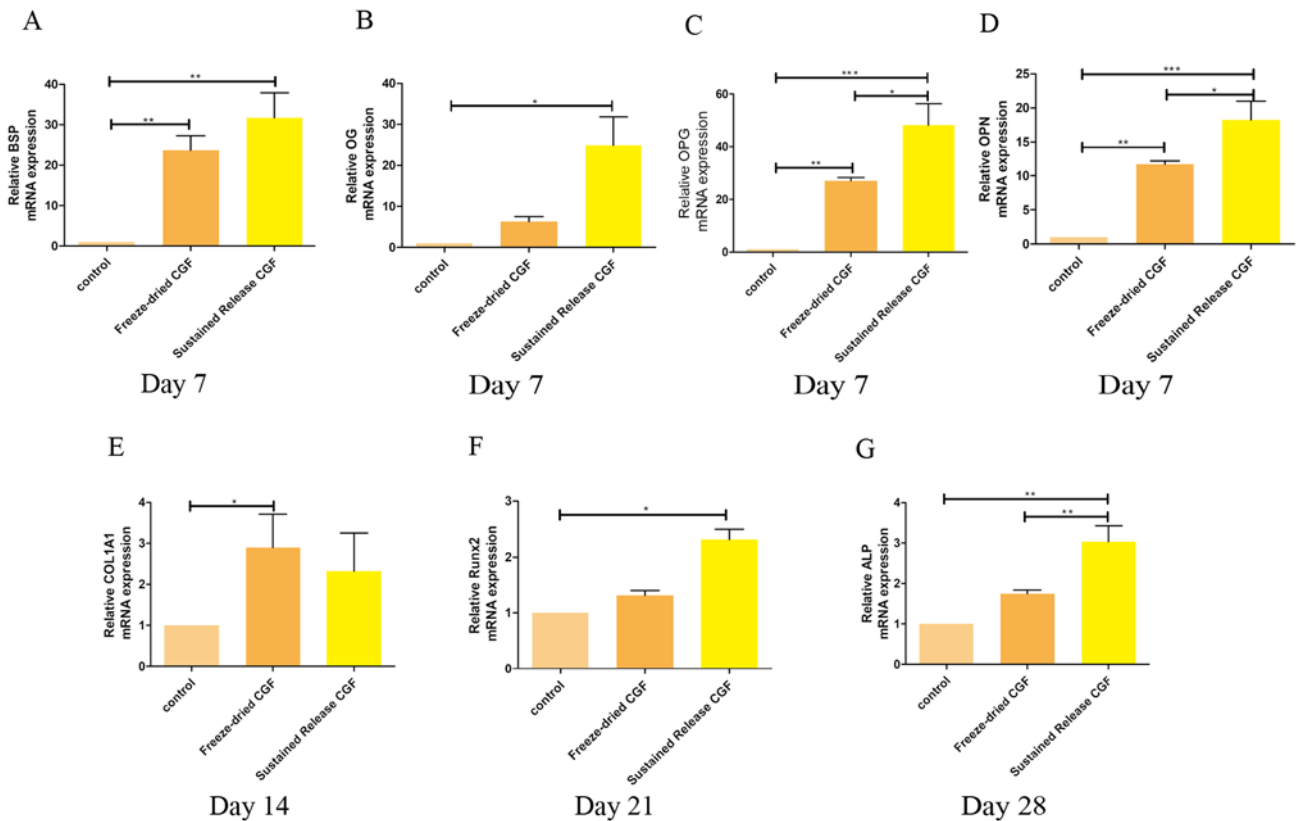 A
Relative BSP
mRNA expression
40
30
20
10
0
**
**
control
Freeze-dried CGF
Sustained Release CGF
Day 7
B
Relative OG
mRNA expression
40
30
20
10
0
*
control
Freeze-dried CGF
Sustained Release CGF
Day 7
C
Relative OPG
mRNA expression
60
40
20
0
***
*
**
control
Freeze-dried CGF
Sustained Release CGF
Day 7
D
Relative OPN
mRNA expression
25
20
15
10
5
0
***
*
**
control
Freeze-dried CGF
Sustained Release CGF
Day 7
E
Relative COL1A1
mRNA expression
4
3
2
1
0
*
control
Freeze-dried CGF
Sustained Release CGF
Day 14
F
Relative Runx2
mRNA expression
3
2
1
0
*
control
Freeze-dried CGF
Sustained Release CGF
Day 21
G
Relative ALP
mRNA expression
4
3
2
1
0
**
**
control
Freeze-dried CGF
Sustained Release CGF
Day 28